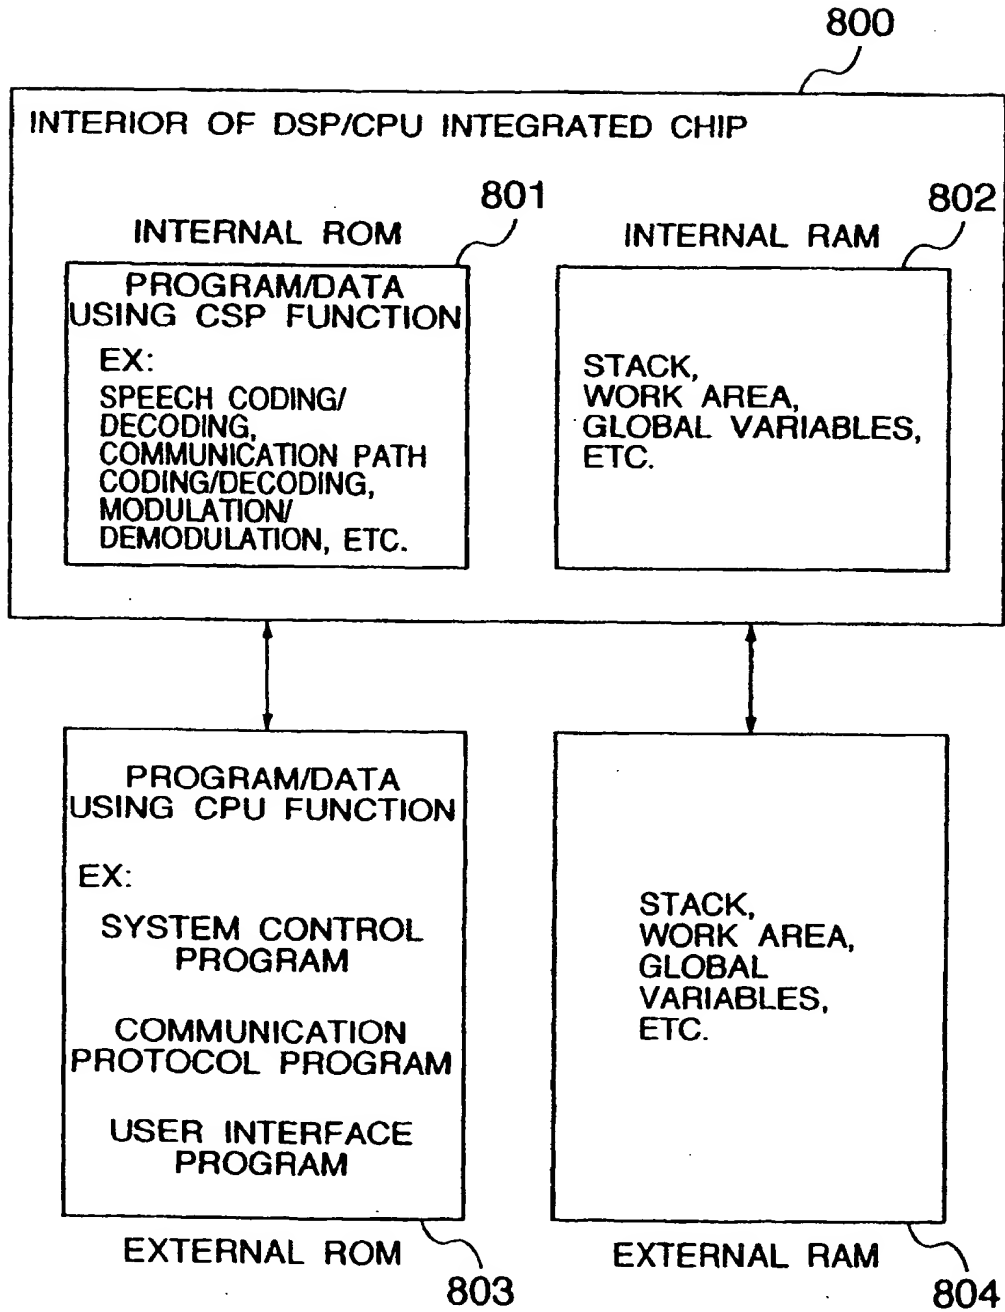 800
INTERIOR OF DSP/CPU INTEGRATED CHIP
801
802
INTERNAL ROM
INTERNAL RAM
PROGRAM/DATA
USING CSP FUNCTION
EX:
SPEECH CODING/
DECODING,
COMMUNICATION PATH
CODING/DECODING,
MODULATION/
DEMODULATION, ETC.
STACK,
WORK AREA,
GLOBAL VARIABLES,
ETC.
PROGRAM/DATA
USING CPU FUNCTION
EX:
SYSTEM CONTROL
PROGRAM
COMMUNICATION
PROTOCOL PROGRAM
USER INTERFACE
PROGRAM
STACK,
WORK AREA,
GLOBAL
VARIABLES,
ETC.
EXTERNAL ROM
EXTERNAL RAM
803
804